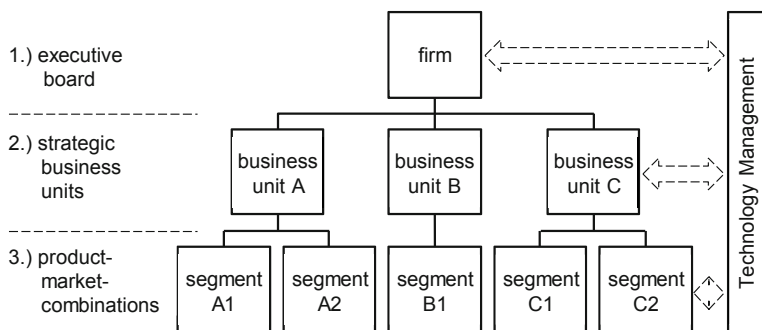 1.) executive
board
firm
2.) strategic
business
units
business
unit A
business
unit B
business
unit C
3.) product-
market-
combinations
segment
A1
segment
A2
segment
B1
segment
C1
segment
C2
Technology Management